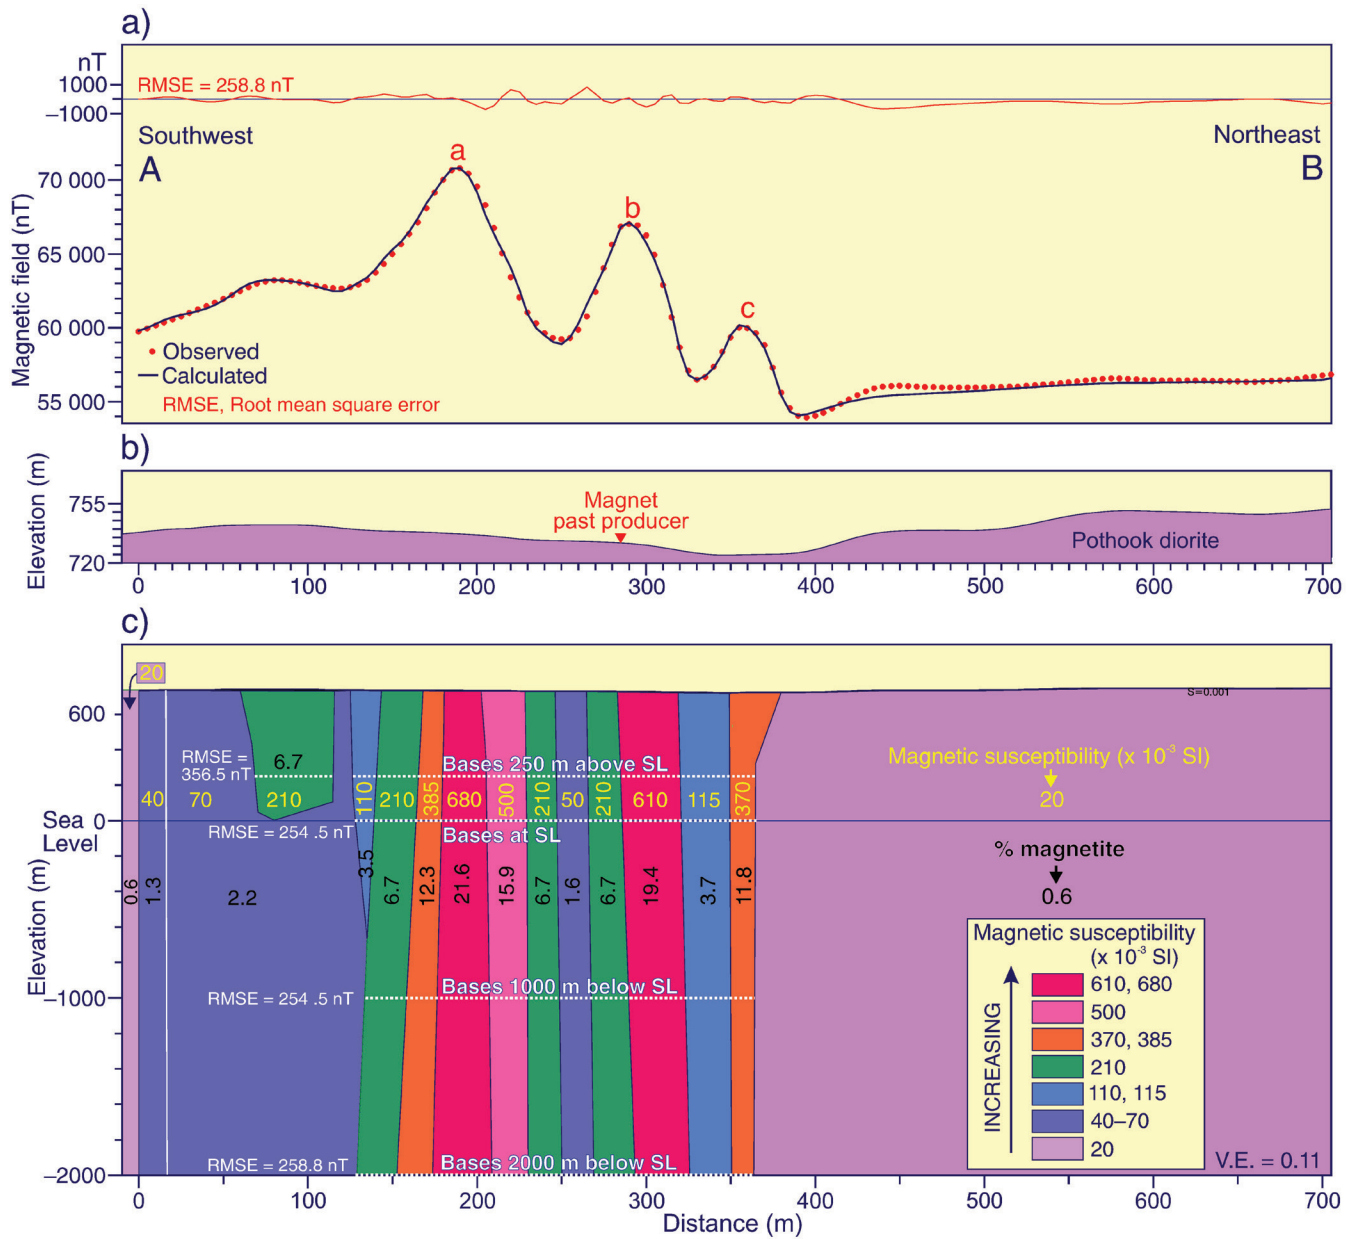 a)
nT
1000
–1000
RMSE = 258.8 nT
Southwest
Northeast
A
B
a
b
c
70 000
65 000
60 000
55 000
Magnetic field (nT)
Observed
Calculated
RMSE, Root mean square error
b)
Elevation (m)
755
720
Magnet
past producer
Pothook diorite
0 100 200 300 400 500 600 700
c)
20
S=0.001
600
Sea 0
Level
–1000
–2000
Elevation (m)
RMSE =
356.5 nT
6.7
Bases 250 m above SL
Magnetic susceptibility (x 10⁻³ SI)
20
40 70 210 110 210 385 680 500 210 50 210 610 115 370
RMSE = 254 .5 nT
Bases at SL
% magnetite
0.6
0.6 1.3 2.2 3.5 6.7 12.3 21.6 15.9 6.7 1.6 6.7 19.4 3.7 11.8
RMSE = 254 .5 nT
Bases 1000 m below SL
RMSE = 258.8 nT
Bases 2000 m below SL
Magnetic susceptibility
(x 10⁻³ SI)
INCREASING
610, 680
500
370, 385
210
110, 115
40–70
20
V.E. = 0.11
0 100 200 300 400 500 600 700
Distance (m)